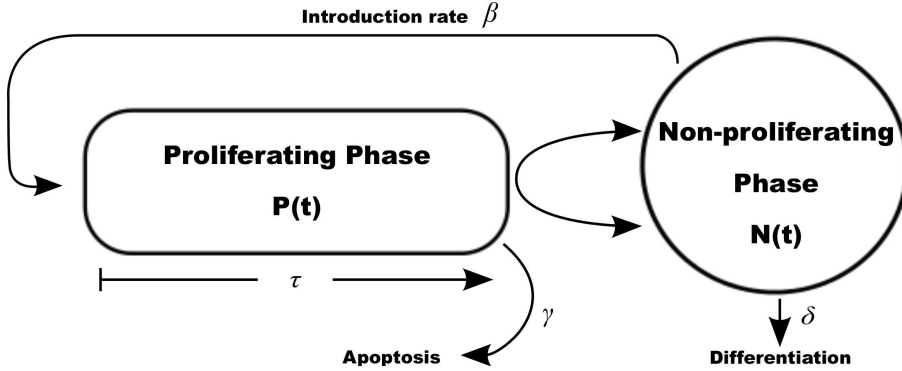 Introduction rate β
Proliferating Phase
P(t)
Non-proliferating
Phase
N(t)
τ
γ
δ
Apoptosis
Differentiation